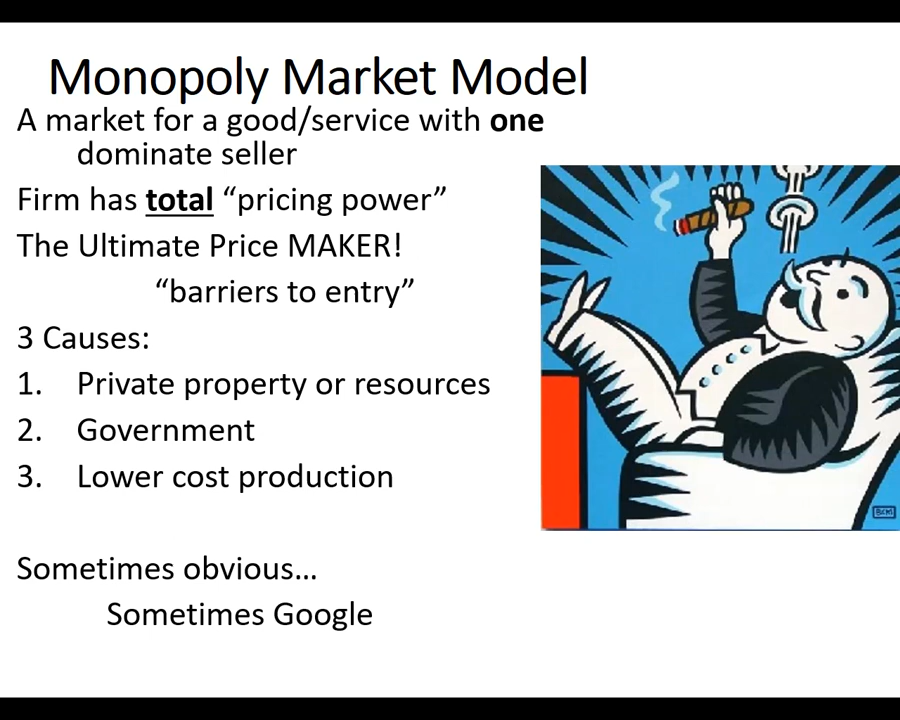 Monopoly Market Model
A market for a good/service with one
dominate seller
Firm has total “pricing power”
The Ultimate Price MAKER!
“barriers to entry”
3 Causes:
1. Private property or resources
2. Government
3. Lower cost production
Sometimes obvious…
Sometimes Google